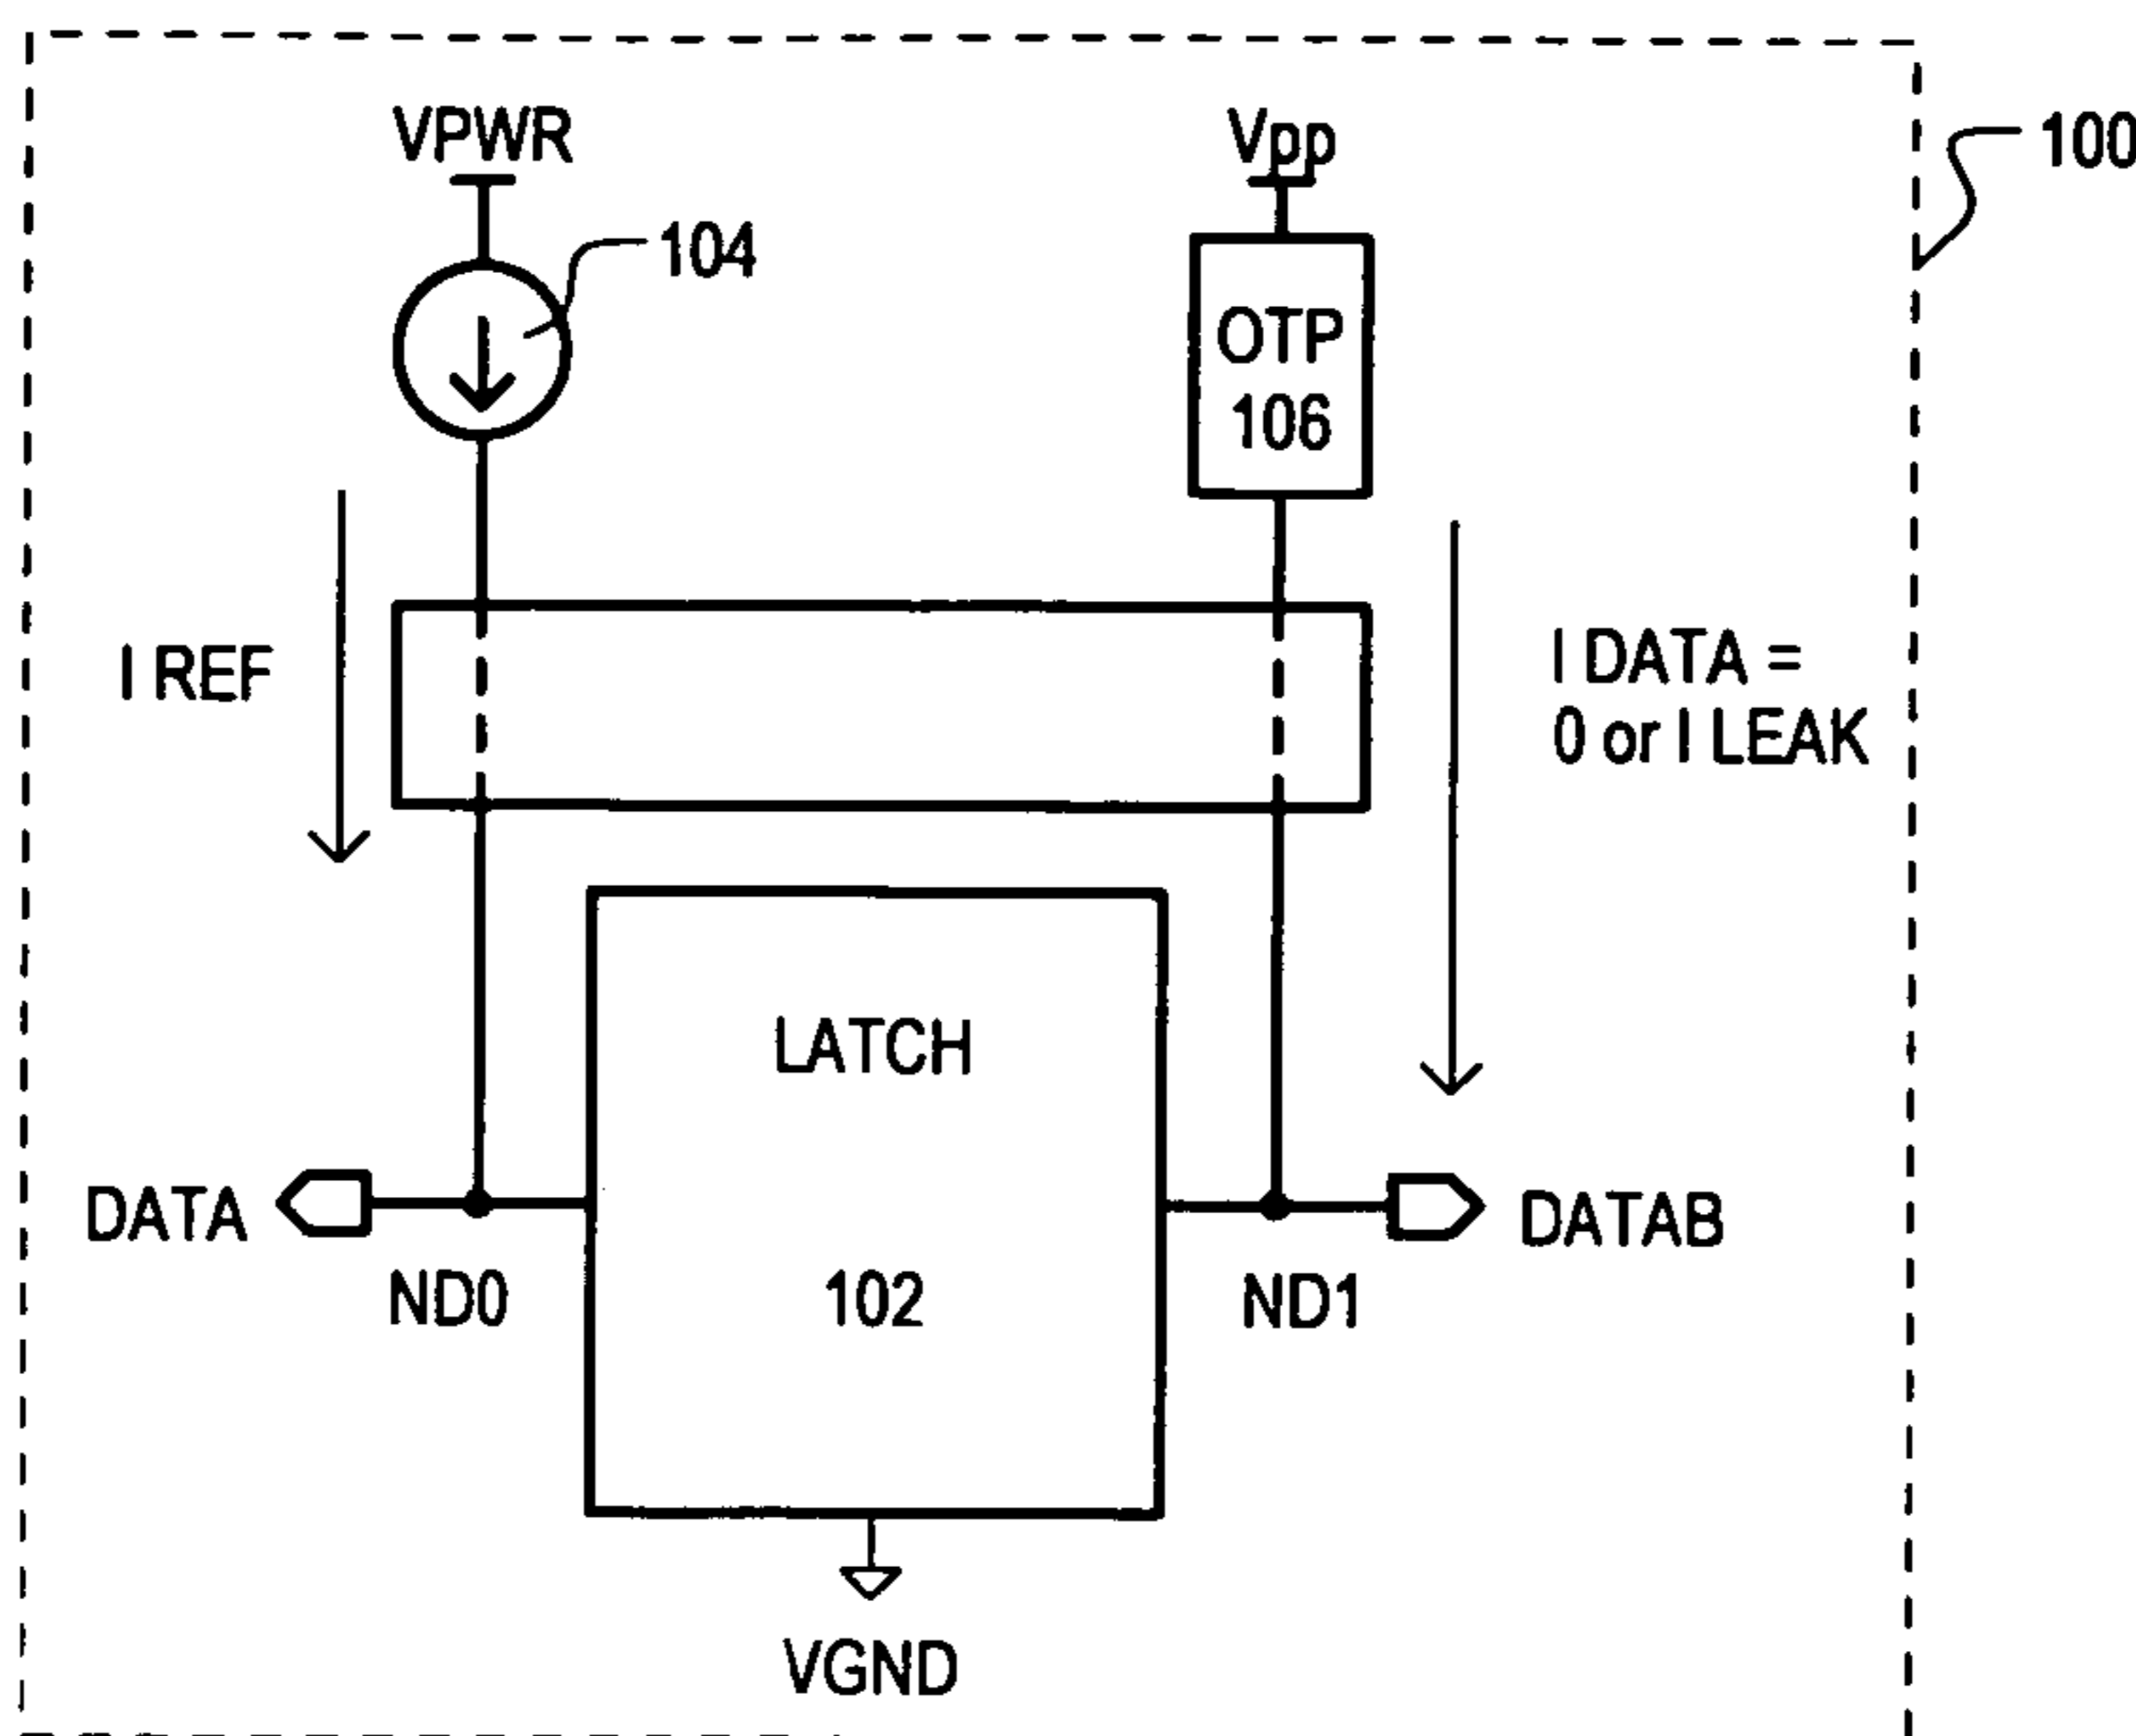 VPWR
Vpp
100
104
OTP
106
I REF
I DATA =
0 or I LEAK
LATCH
DATA
DATAB
ND0
102
ND1
VGND